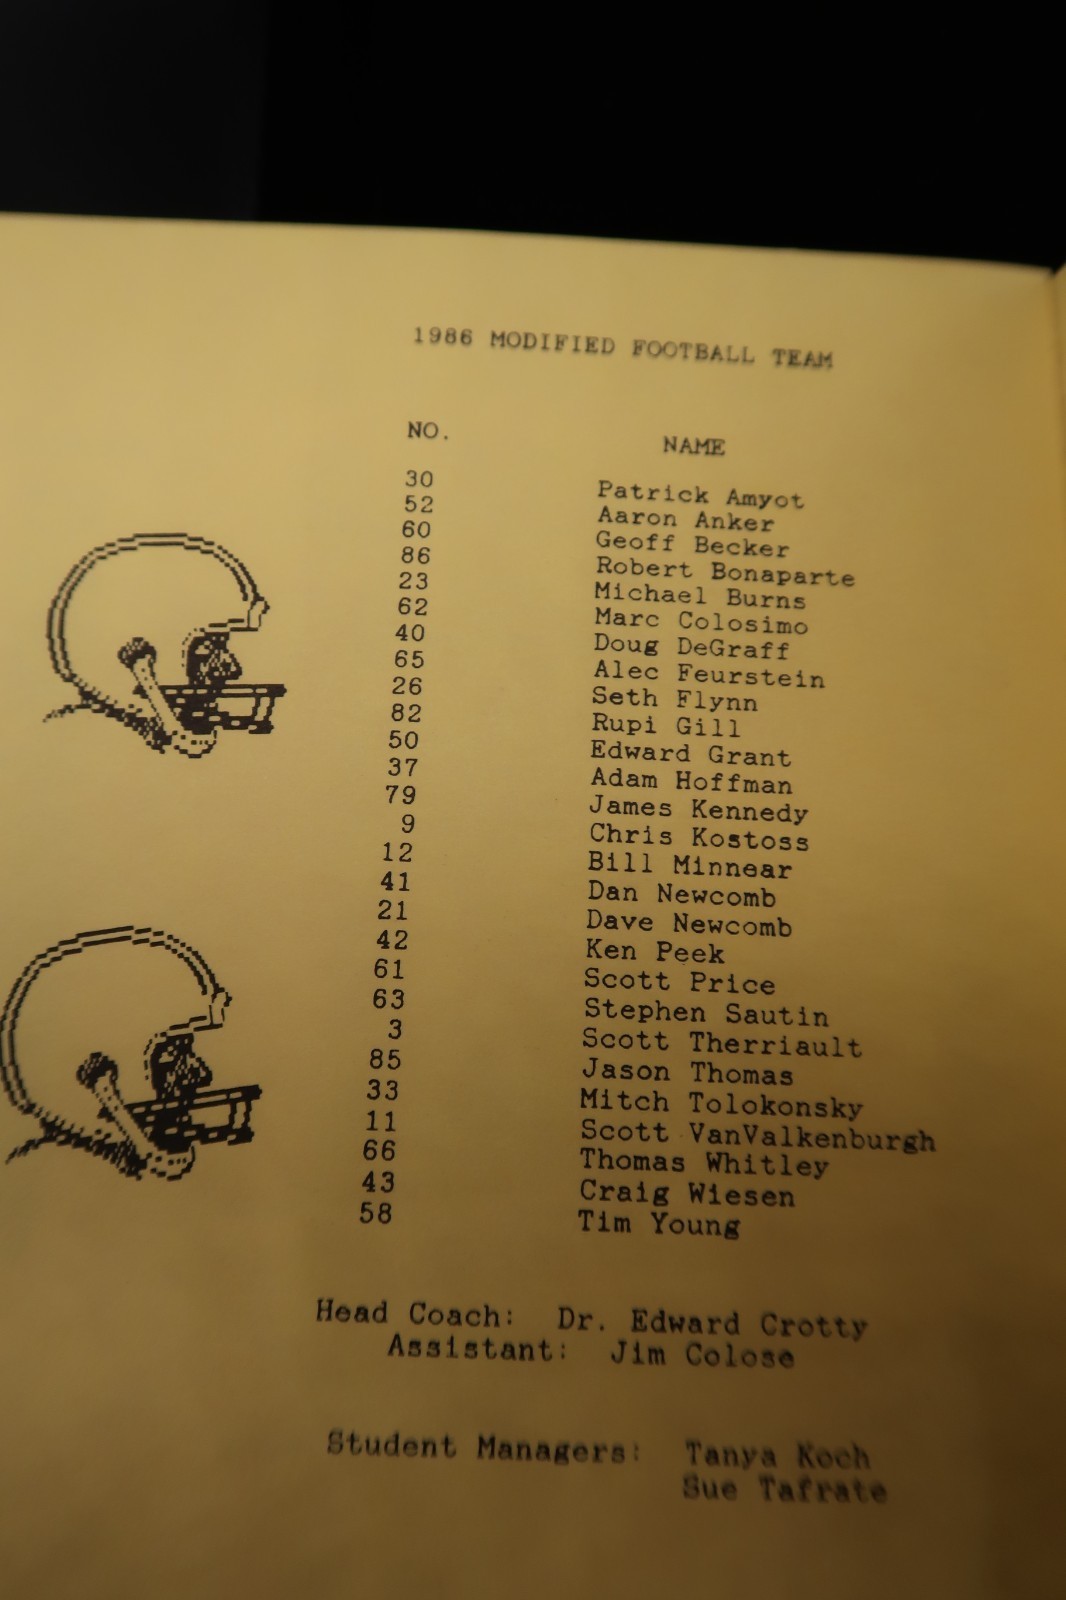 1986 MODIFIED FOOTBALL TEAM
NO. NAME
30 Patrick Amyot
52 Aaron Anker
60 Geoff Becker
86 Robert Bonaparte
23 Michael Burns
62 Marc Colosimo
40 Doug DeGraff
65 Alec Feurstein
26 Seth Flynn
82 Rupi Gill
50 Edward Grant
37 Adam Hoffman
79 James Kennedy
9 Chris Kostoss
12 Bill Minnear
41 Dan Newcomb
21 Dave Newcomb
42 Ken Peek
61 Scott Price
63 Stephen Sautin
3 Scott Therriault
85 Jason Thomas
33 Mitch Tolokonsky
11 Scott VanValkenburgh
66 Thomas Whitley
43 Craig Wiesen
58 Tim Young
Head Coach: Dr. Edward Crotty
Assistant: Jim Colose
Student Managers: Tanya Koch
Sue Tafrate